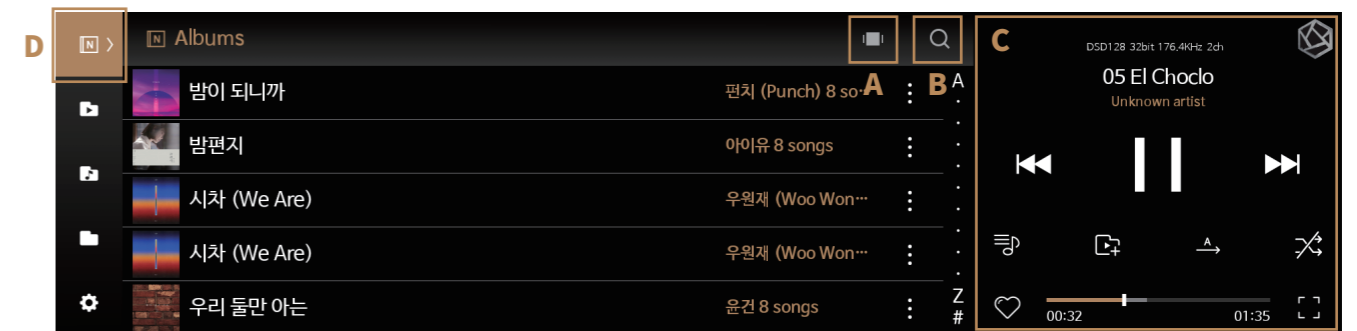 D
N
N Albums
A
B
밤이 되니까
펀치 (Punch) 8 so…
밤편지
아이유 8 songs
시차 (We Are)
우원재 (Woo Won…
시차 (We Are)
우원재 (Woo Won…
우리 둘만 아는
윤건 8 songs
A
Z
#
C
DSD128 32bit 176.4KHz 2ch
05 El Choclo
Unknown artist
A
00:32
01:35